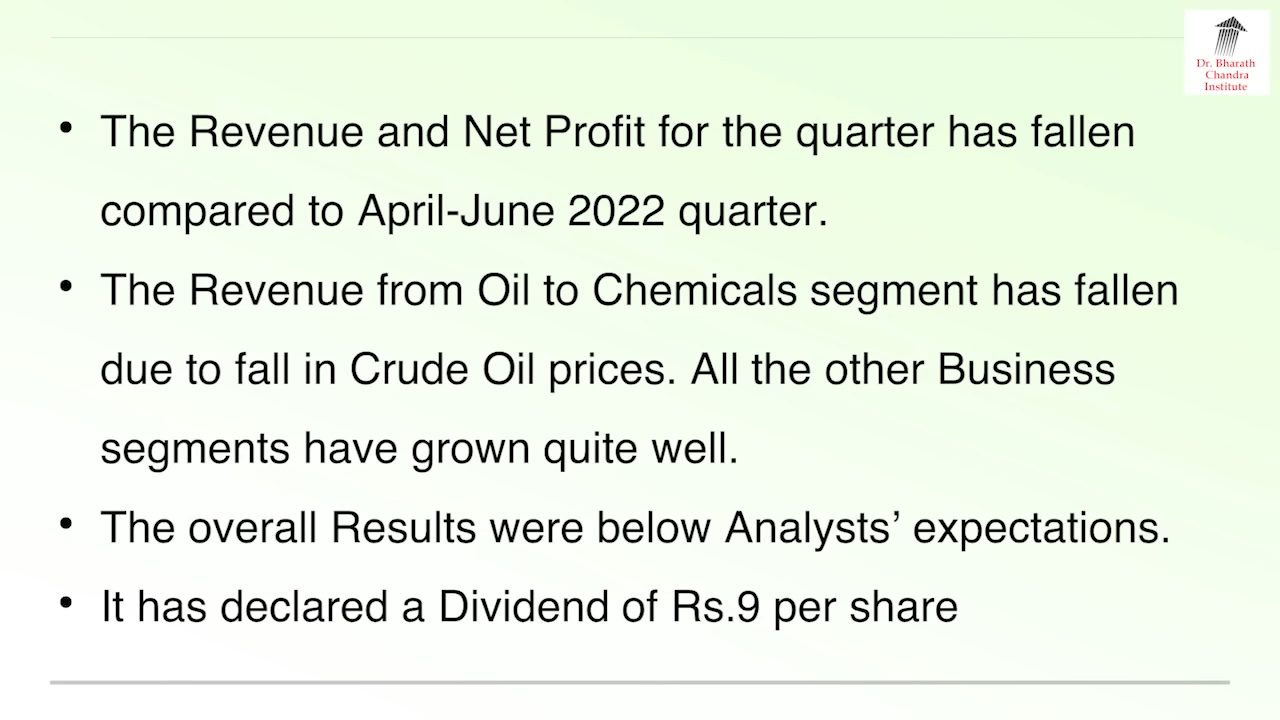 Dr. Bharath
Chandra
Institute
• The Revenue and Net Profit for the quarter has fallen
compared to April-June 2022 quarter.
• The Revenue from Oil to Chemicals segment has fallen
due to fall in Crude Oil prices. All the other Business
segments have grown quite well.
• The overall Results were below Analysts’ expectations.
• It has declared a Dividend of Rs.9 per share